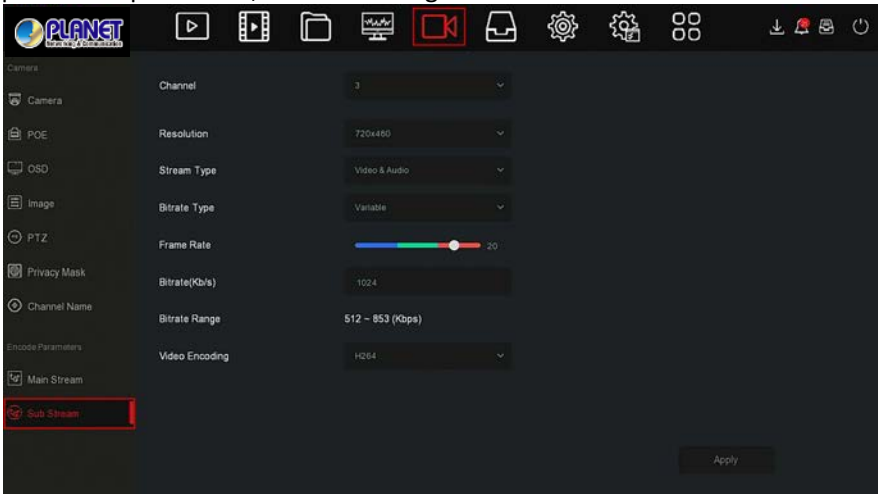 PLANET
Networking & Communication
Camera
Camera
POE
OSD
Image
PTZ
Privacy Mask
Channel Name
Encode Parameters
Main Stream
Sub Stream
Channel 3
Resolution 720x480
Stream Type Video & Audio
Bitrate Type Variable
Frame Rate 20
Bitrate(Kb/s) 1024
Bitrate Range 512 ~ 853 (Kbps)
Video Encoding H264
Apply